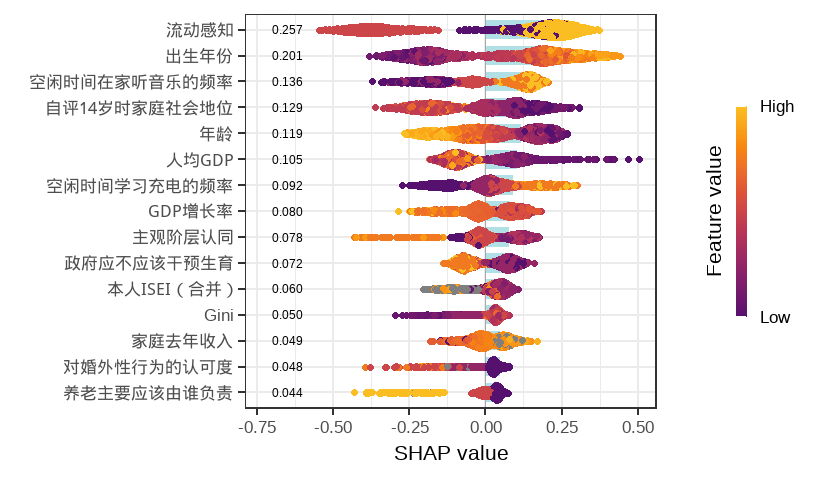 流动感知 0.257
出生年份 0.201
空闲时间在家听音乐的频率 0.136
自评14岁时家庭社会地位 0.129
年龄 0.119
人均GDP 0.105
空闲时间学习充电的频率 0.092
GDP增长率 0.080
主观阶层认同 0.078
政府应不应该干预生育 0.072
本人ISEI（合并） 0.060
Gini 0.050
家庭去年收入 0.049
对婚外性行为的认可度 0.048
养老主要应该由谁负责 0.044
-0.75 -0.50 -0.25 0.00 0.25 0.50
SHAP value
Feature value
High
Low